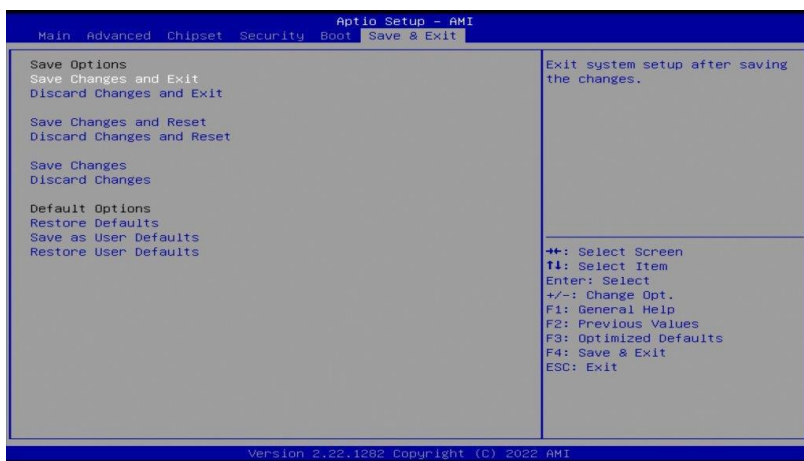 Aptio Setup – AMI
Main Advanced Chipset Security Boot Save & Exit
Save Options
Save Changes and Exit
Discard Changes and Exit
Save Changes and Reset
Discard Changes and Reset
Save Changes
Discard Changes
Default Options
Restore Defaults
Save as User Defaults
Restore User Defaults
Exit system setup after saving
the changes.
→←: Select Screen
↑↓: Select Item
Enter: Select
+/-: Change Opt.
F1: General Help
F2: Previous Values
F3: Optimized Defaults
F4: Save & Exit
ESC: Exit
Version 2.22.1282 Copyright (C) 2022 AMI